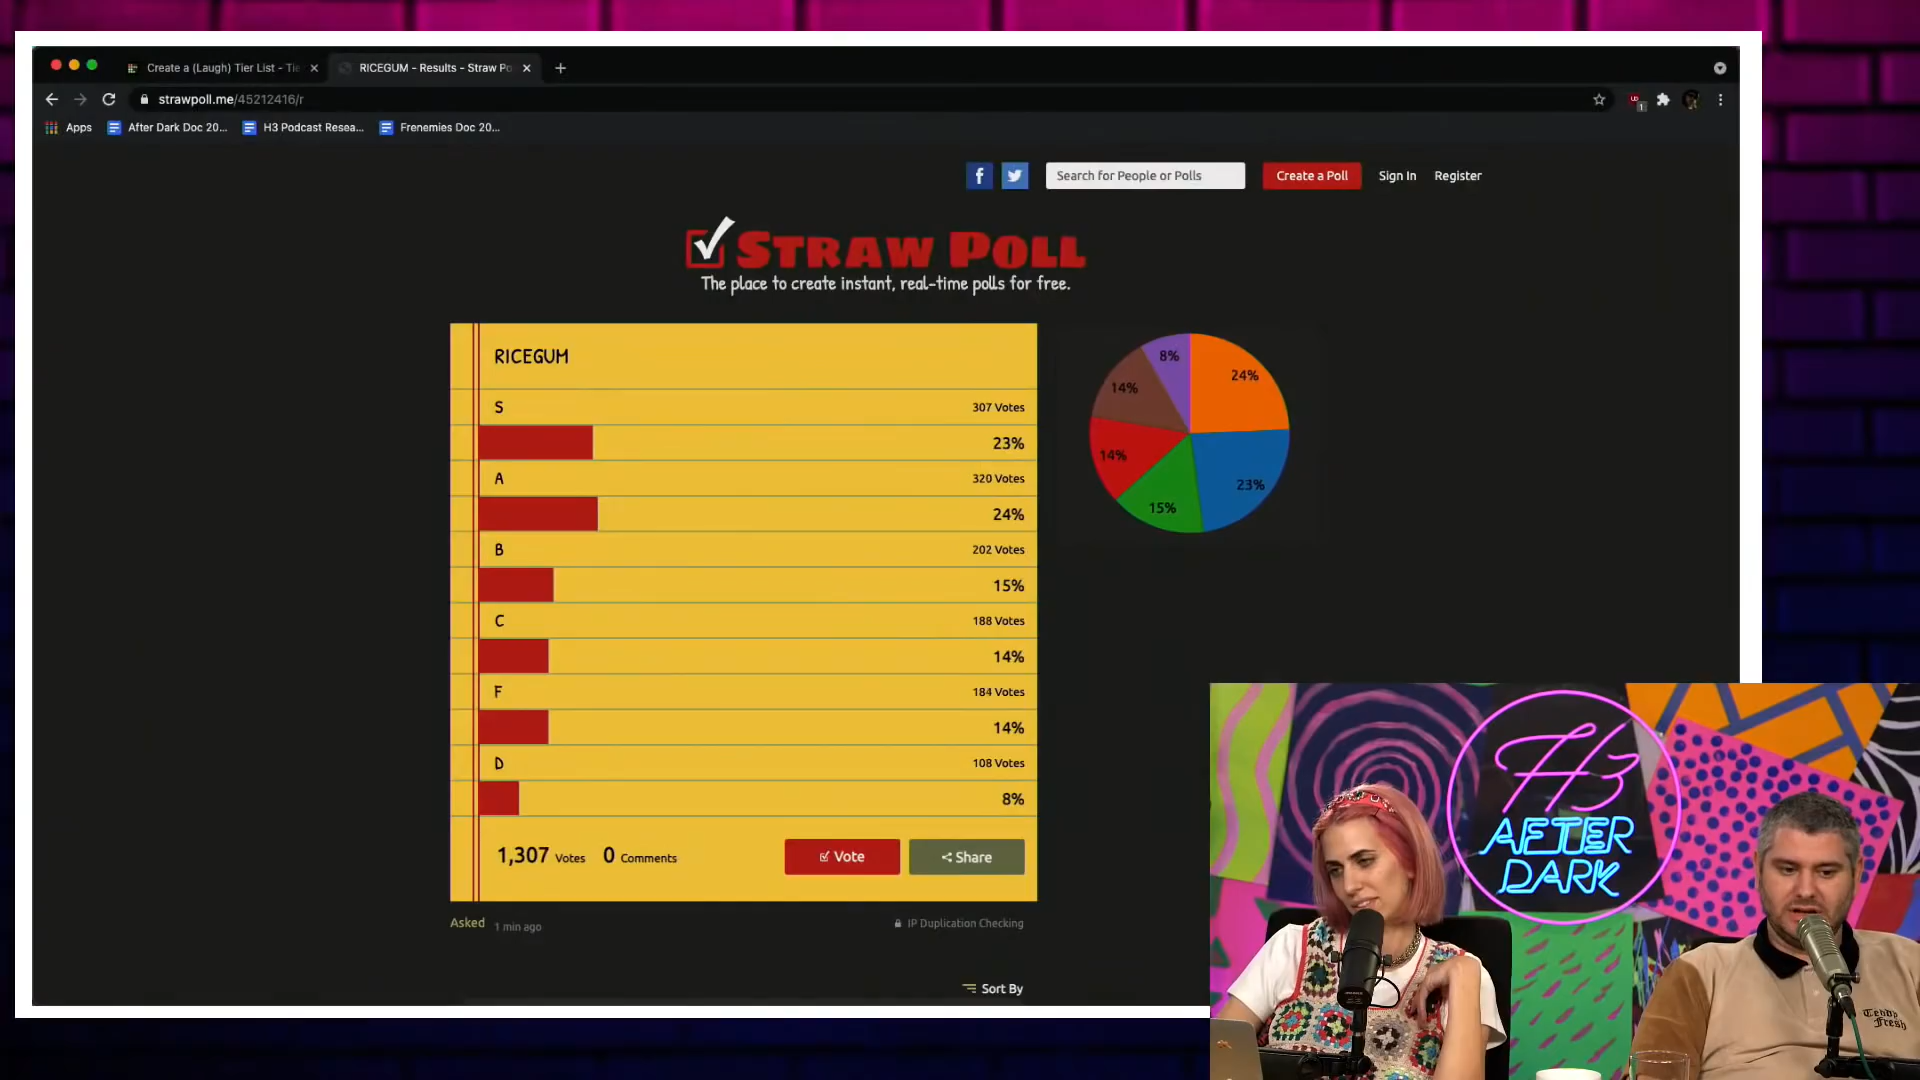 Create a (Laugh) Tier List - Tie
RICEGUM - Results - Straw Po
strawpoll.me/45212416/r
Apps
After Dark Doc 20...
H3 Podcast Resea...
Frenemies Doc 20...
Search for People or Polls
Create a Poll
Sign In
Register
STRAW POLL
The place to create instant, real-time polls for free.
RICEGUM
S 307 Votes
23%
A 320 Votes
24%
B 202 Votes
15%
C 188 Votes
14%
F 184 Votes
14%
D 108 Votes
8%
1,307 Votes 0 Comments
Vote
Share
Asked 1 min ago
IP Duplication Checking
Sort By
8%
24%
14%
14%
23%
15%
H3
AFTER
DARK
Teddy
Fresh